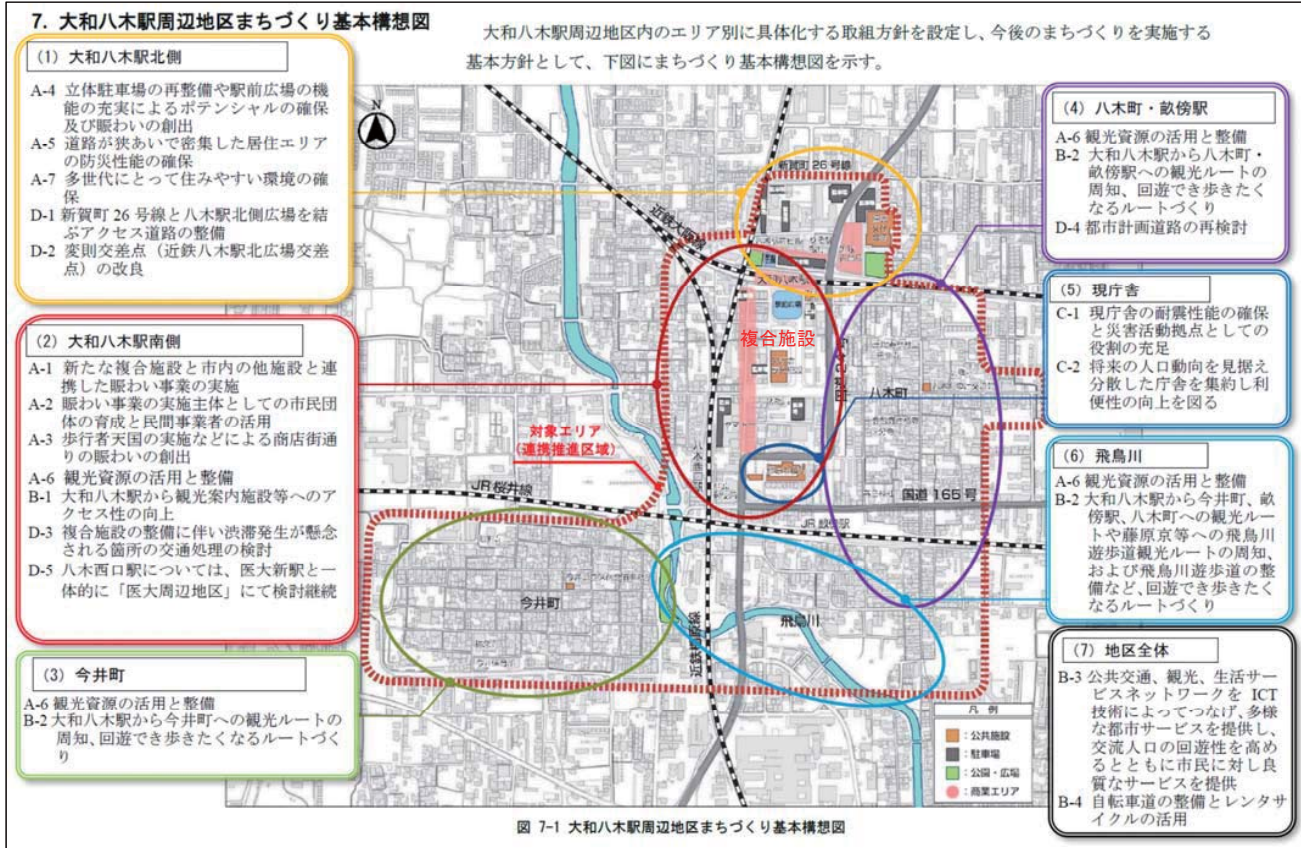 7. 大和八木駅周辺地区まちづくり基本構想図
大和八木駅周辺地区内のエリア別に具体化する取組方針を設定し、今後のまちづくりを実施する
基本方針として、下図にまちづくり基本構想図を示す。
(1) 大和八木駅北側
A-4 立体駐車場の再整備や駅前広場の機
能の充実によるポテンシャルの確保
及び賑わいの創出
A-5 道路が狭あいで密集した居住エリア
の防災性能の確保
A-7 多世代にとって住みやすい環境の確
保
D-1 新賀町 26 号線と八木駅北側広場を結
ぶアクセス道路の整備
D-2 変則交差点（近鉄八木駅北広場交差
点）の改良
(2) 大和八木駅南側
A-1 新たな複合施設と市内の他施設と連
携した賑わい事業の実施
A-2 賑わい事業の実施主体としての市民団
体の育成と民間事業者の活用
A-3 歩行者天国の実施などによる商店街通
りの賑わいの創出
A-6 観光資源の活用と整備
B-1 大和八木駅から観光案内施設等へのア
クセス性の向上
D-3 複合施設の整備に伴い渋滞発生が懸念
される箇所の交通処理の検討
D-5 八木西口駅については、医大新駅と一
体的に「医大周辺地区」にて検討継続
(3) 今井町
A-6 観光資源の活用と整備
B-2 大和八木駅から今井町への観光ルートの
周知、回遊でき歩きたくなるルートづく
り
N
新賀町 26 号線
近鉄大阪線
複合施設
八木町
対象エリア
(連携推進区域)
JR 桜井線
国道 165 号
JR 畝傍駅
今井町
飛鳥川
近鉄橿原線
凡 例
：公共施設
：駐車場
：公園・広場
：商業エリア
(4) 八木町・畝傍駅
A-6 観光資源の活用と整備
B-2 大和八木駅から八木町・
畝傍駅への観光ルートの
周知、回遊でき歩きたく
なるルートづくり
D-4 都市計画道路の再検討
(5) 現庁舎
C-1 現庁舎の耐震性能の確保
と災害活動拠点としての
役割の充足
C-2 将来の人口動向を見据え
分散した庁舎を集約し利
便性の向上を図る
(6) 飛鳥川
A-6 観光資源の活用と整備
B-2 大和八木駅から今井町、畝
傍駅、八木町への観光ルー
トや藤原京等への飛鳥川
遊歩道観光ルートの周知、
および飛鳥川遊歩道の整
備など、回遊でき歩きたく
なるルートづくり
(7) 地区全体
B-3 公共交通、観光、生活サー
ビスネットワークを ICT
技術によってつなげ、多様
な都市サービスを提供し、
交流人口の回遊性を高め
るとともに市民に対し良
質なサービスを提供
B-4 自転車道の整備とレンタサ
イクルの活用
図 7-1 大和八木駅周辺地区まちづくり基本構想図